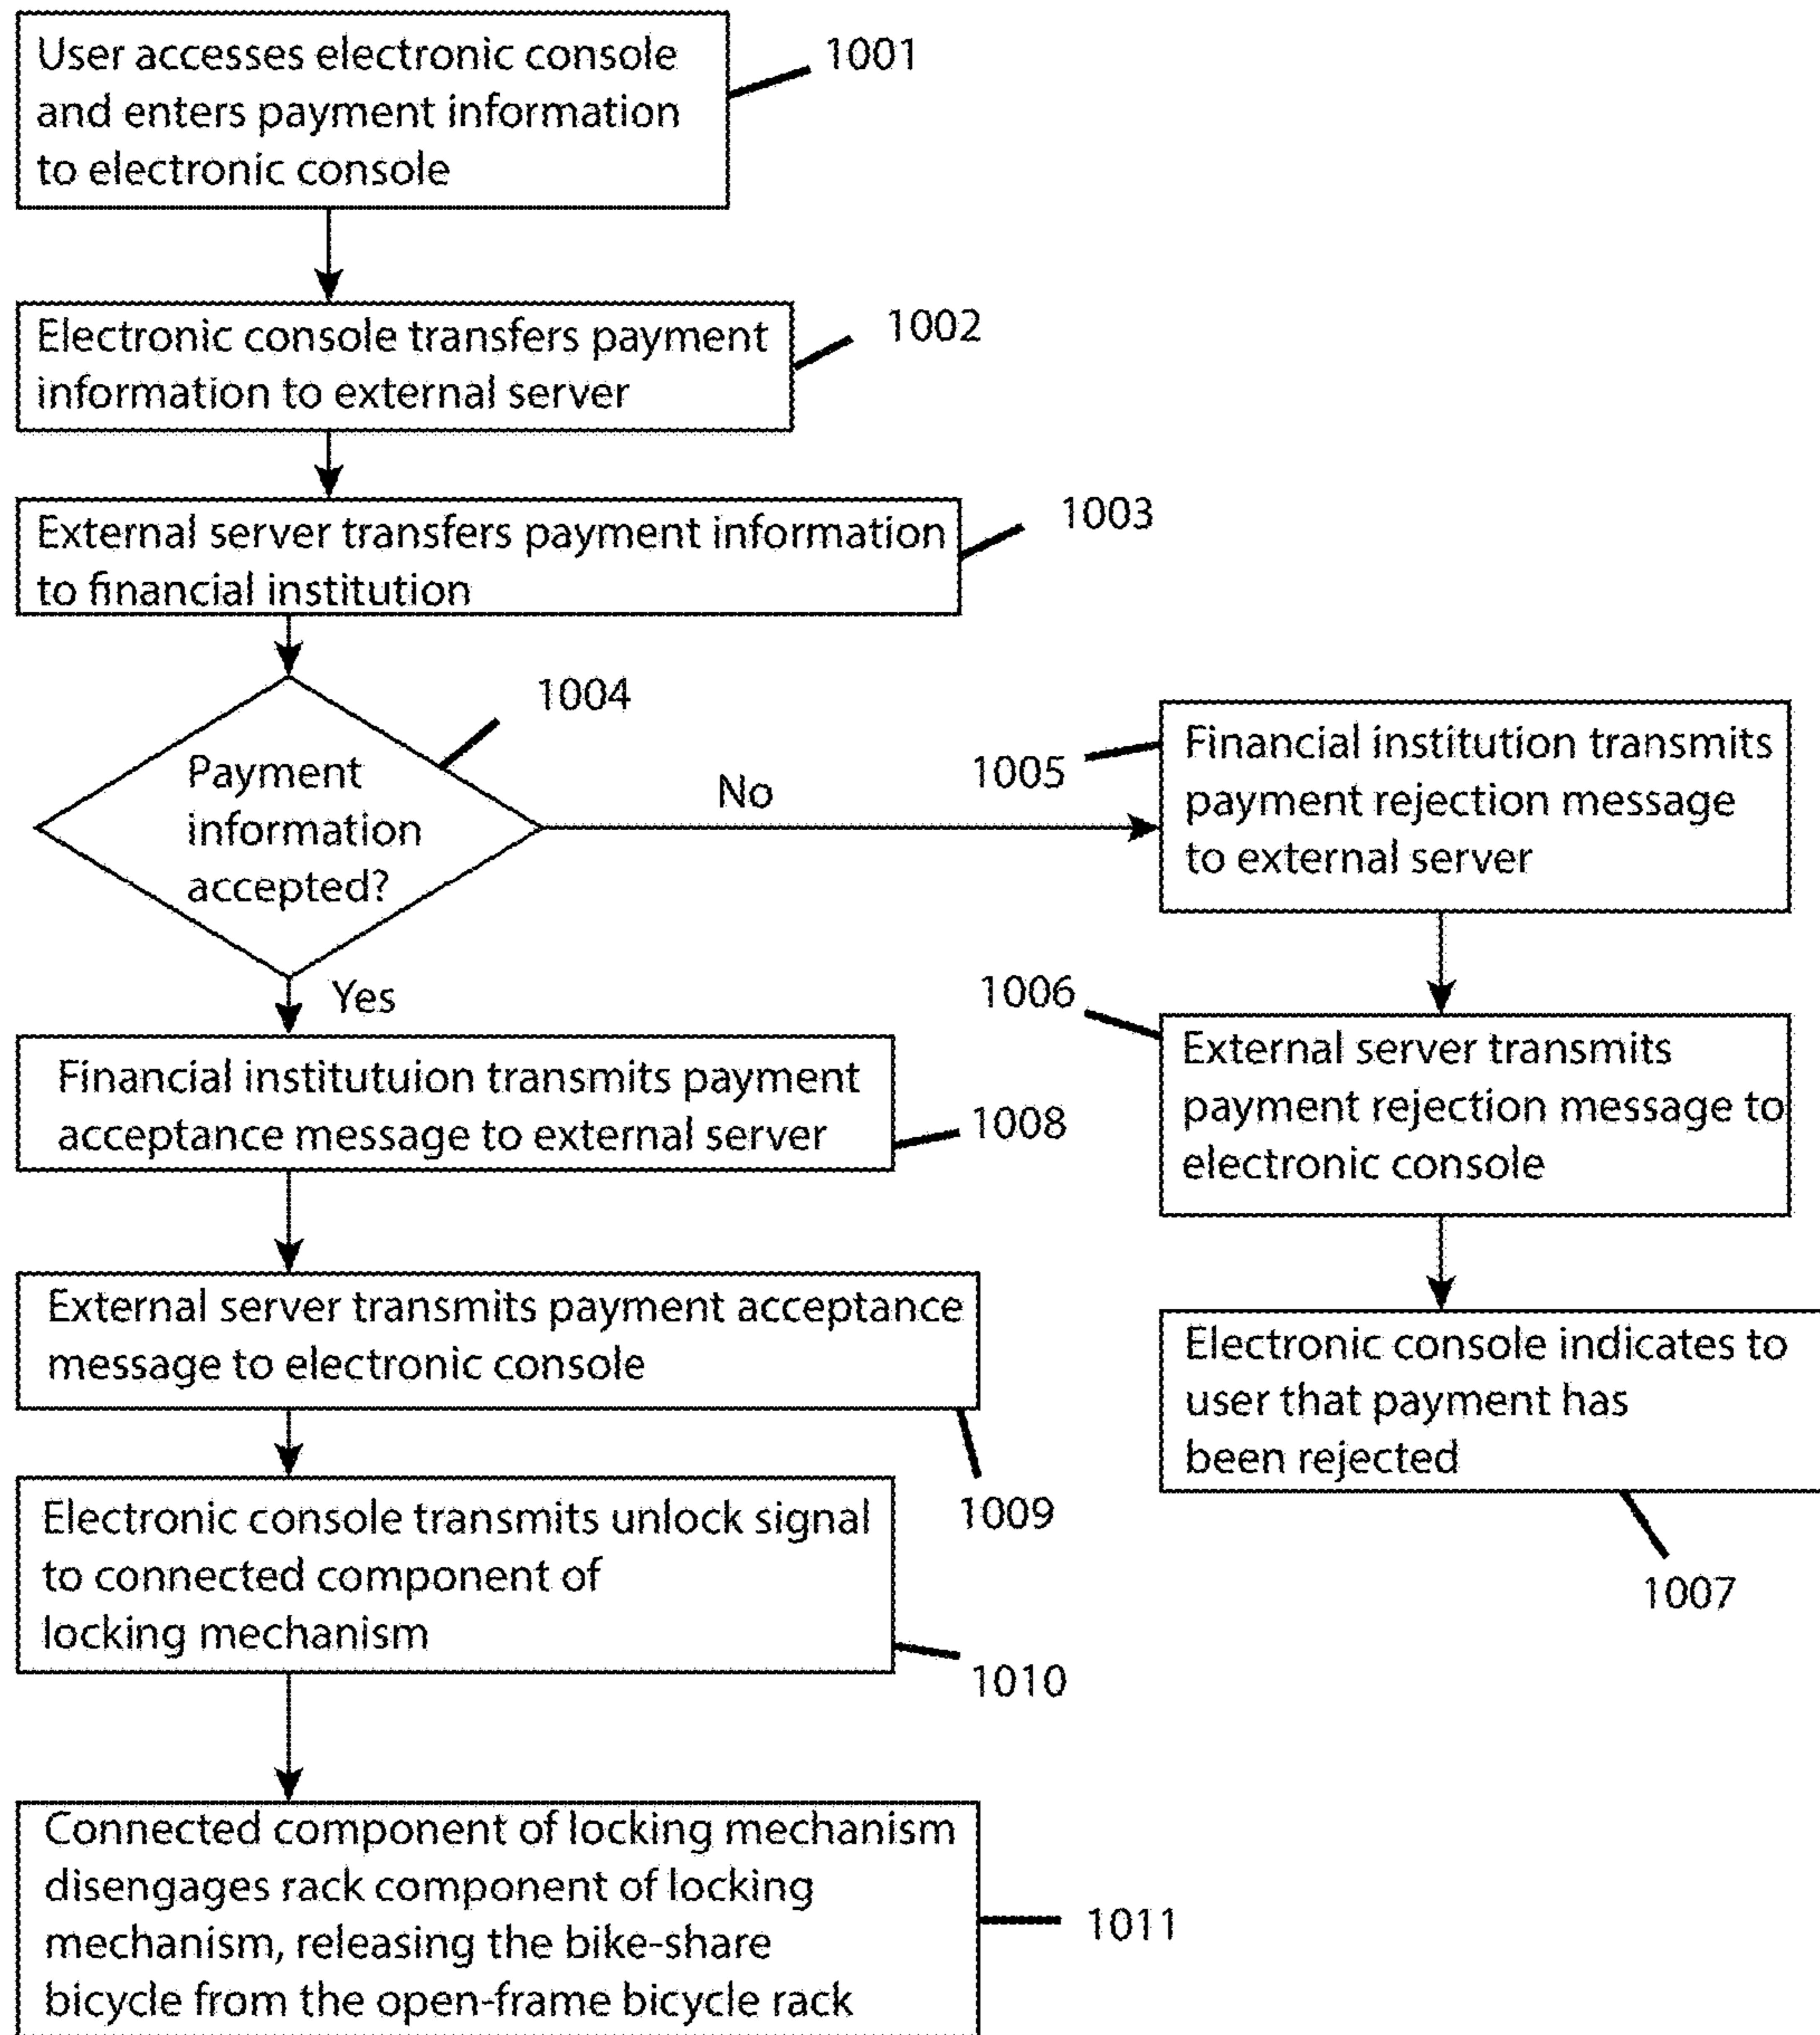 User accesses electronic console
and enters payment information
to electronic console
1001
Electronic console transfers payment
information to external server
1002
External server transfers payment information
to financial institution
1003
1004
Payment
information
accepted?
No
Yes
1005
Financial institution transmits
payment rejection message
to external server
1006
External server transmits
payment rejection message to
electronic console
Electronic console indicates to
user that payment has
been rejected
1007
Financial institutuion transmits payment
acceptance message to external server
1008
External server transmits payment acceptance
message to electronic console
1009
Electronic console transmits unlock signal
to connected component of
locking mechanism
1010
Connected component of locking mechanism
disengages rack component of locking
mechanism, releasing the bike-share
bicycle from the open-frame bicycle rack
1011